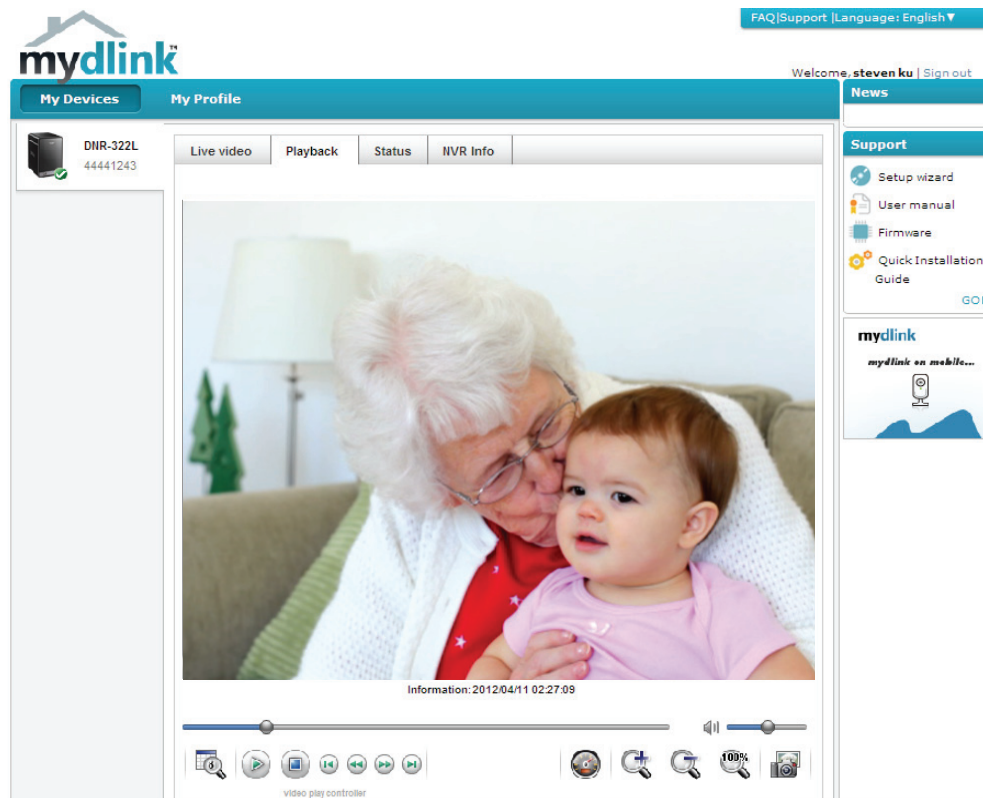 FAQ|Support |Language: English▼
mydlink™
Welcome, steven ku | Sign out
My Devices
My Profile
DNR-322L
44441243
Live video
Playback
Status
NVR Info
Information: 2012/04/11 02:27:09
100%
video play controller
News
Support
Setup wizard
User manual
Firmware
Quick Installation
Guide
mydlink
mydlink on mobile...